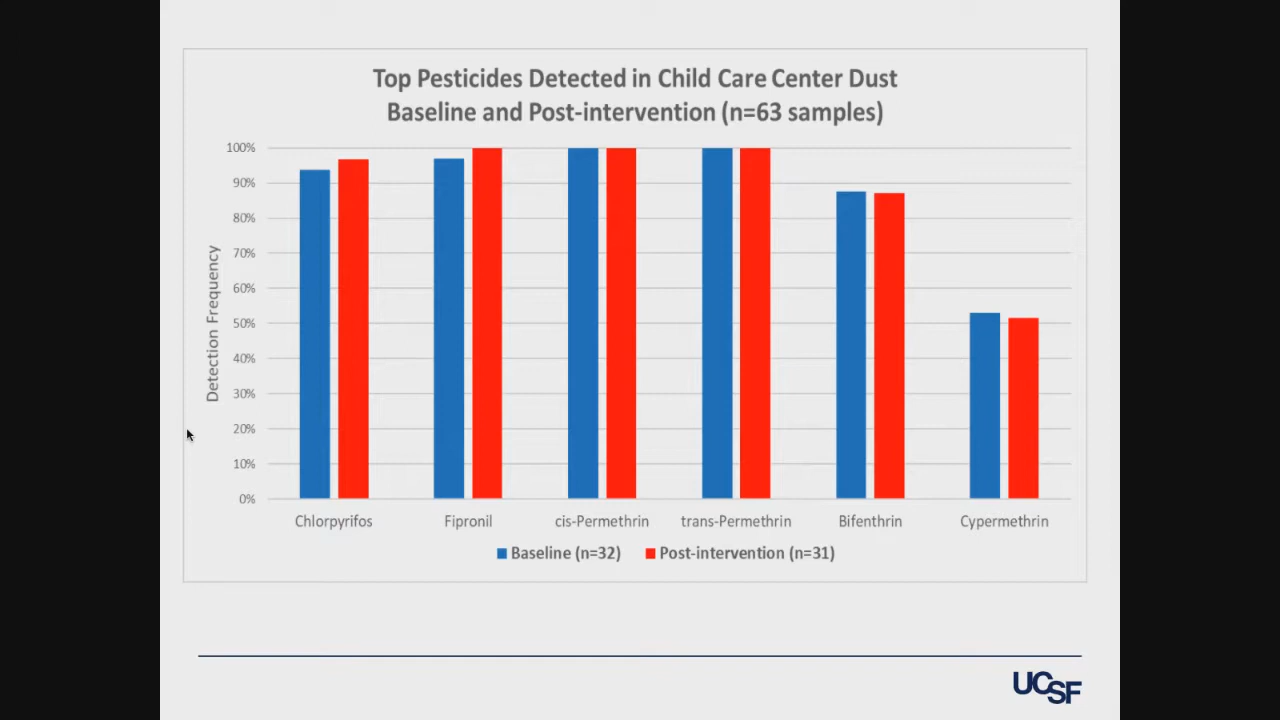 Top Pesticides Detected in Child Care Center Dust
Baseline and Post-intervention (n=63 samples)
100%
90%
80%
70%
60%
50%
40%
30%
20%
10%
0%
Detection Frequency
Chlorpyrifos Fipronil cis-Permethrin trans-Permethrin Bifenthrin Cypermethrin
Baseline (n=32) Post-intervention (n=31)
UCSF